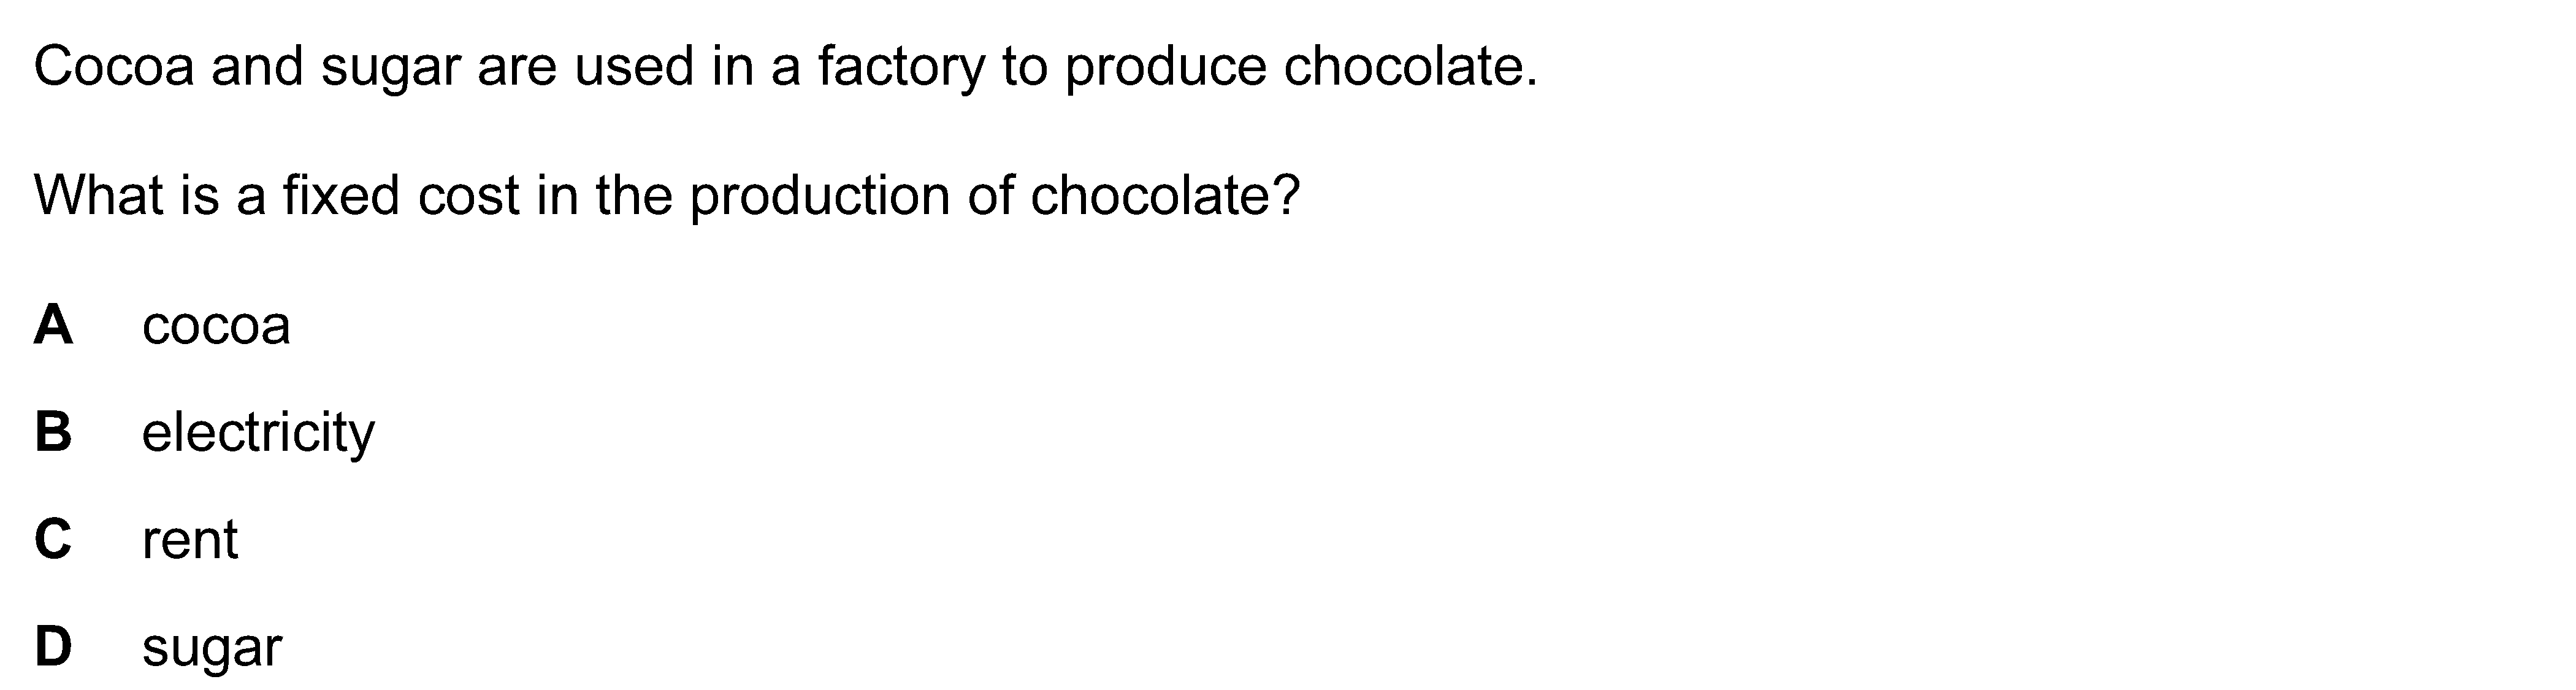 Cocoa and sugar are used in a factory to produce chocolate.
What is a fixed cost in the production of chocolate?
A cocoa
B electricity
C rent
D sugar